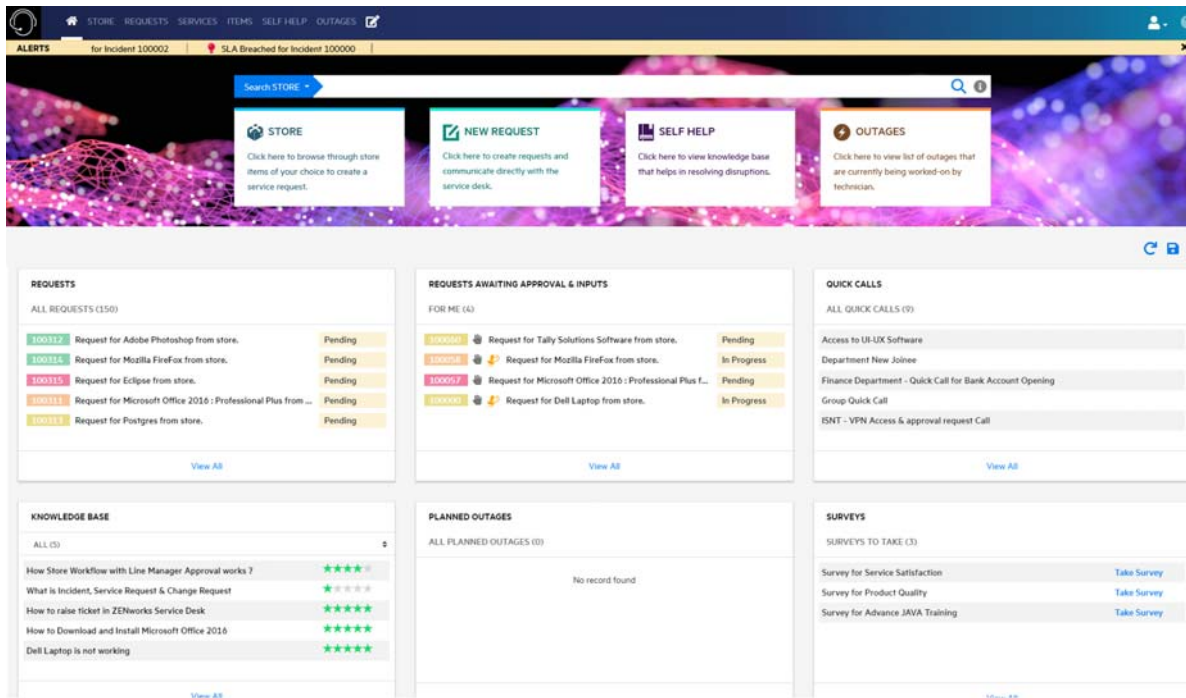 STORE REQUESTS SERVICES ITEMS SELF HELP OUTAGES
ALERTS for Incident 100002 | SLA Breached for Incident 100000 |
Search STORE
STORE
Click here to browse through store
items of your choice to create a
service request.
NEW REQUEST
Click here to create requests and
communicate directly with the
service desk.
SELF HELP
Click here to view knowledge base
that helps in resolving disruptions.
OUTAGES
Click here to view list of outages that
are currently being worked-on by
technician.
REQUESTS
ALL REQUESTS (150)
100312 Request for Adobe Photoshop from store. Pending
100314 Request for Mozilla FireFox from store. Pending
100315 Request for Eclipse from store. Pending
100311 Request for Microsoft Office 2016 : Professional Plus from ... Pending
100313 Request for Postgres from store. Pending
View All
REQUESTS AWAITING APPROVAL & INPUTS
FOR ME (4)
100060 Request for Tally Solutions Software from store. Pending
100058 Request for Mozilla FireFox from store. In Progress
100057 Request for Microsoft Office 2016 : Professional Plus f... Pending
100000 Request for Dell Laptop from store. In Progress
View All
QUICK CALLS
ALL QUICK CALLS (9)
Access to UI-UX Software
Department New Joinee
Finance Department - Quick Call for Bank Account Opening
Group Quick Call
ISNT - VPN Access & approval request Call
View All
KNOWLEDGE BASE
ALL (5)
How Store Workflow with Line Manager Approval works ?
What is Incident, Service Request & Change Request
How to raise ticket in ZENworks Service Desk
How to Download and Install Microsoft Office 2016
Dell Laptop is not working
View All
PLANNED OUTAGES
ALL PLANNED OUTAGES (0)
No record found
SURVEYS
SURVEYS TO TAKE (3)
Survey for Service Satisfaction Take Survey
Survey for Product Quality Take Survey
Survey for Advance JAVA Training Take Survey
View All